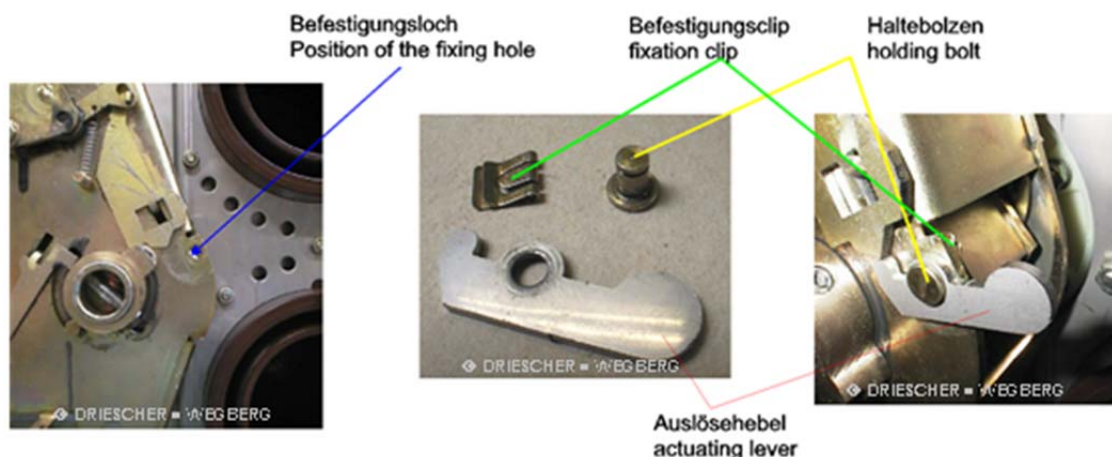 Befestigungsloch
Position of the fixing hole
Befestigungsclip
fixation clip
Haltebolzen
holding bolt
DRIESCHER = WEGBERG
DRIESCHER = WEGBERG
DRIESCHER = WEGBERG
Auslösehebel
actuating lever